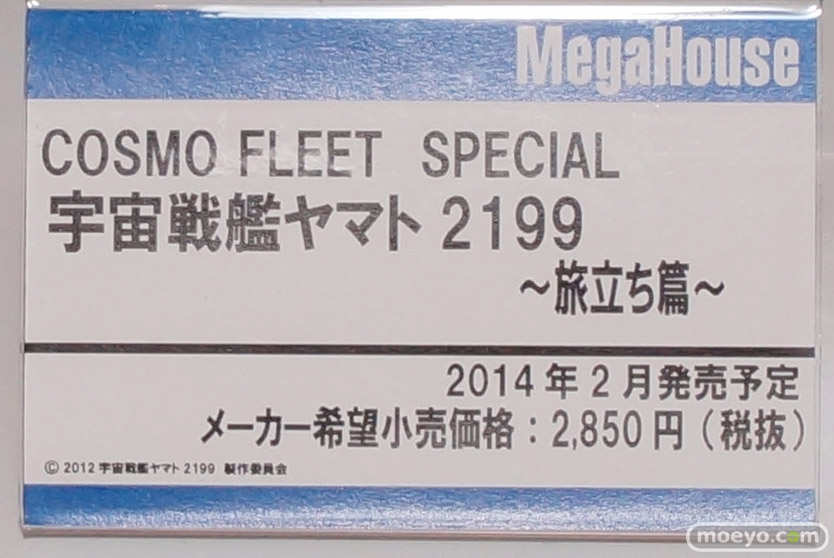 MegaHouse
COSMO FLEET SPECIAL
宇宙戦艦ヤマト 2199
～旅立ち篇～
2014 年 2 月発売予定
メーカー希望小売価格：2,850 円（税抜）
© 2012 宇宙戦艦ヤマト 2199 製作委員会
moeyo.com